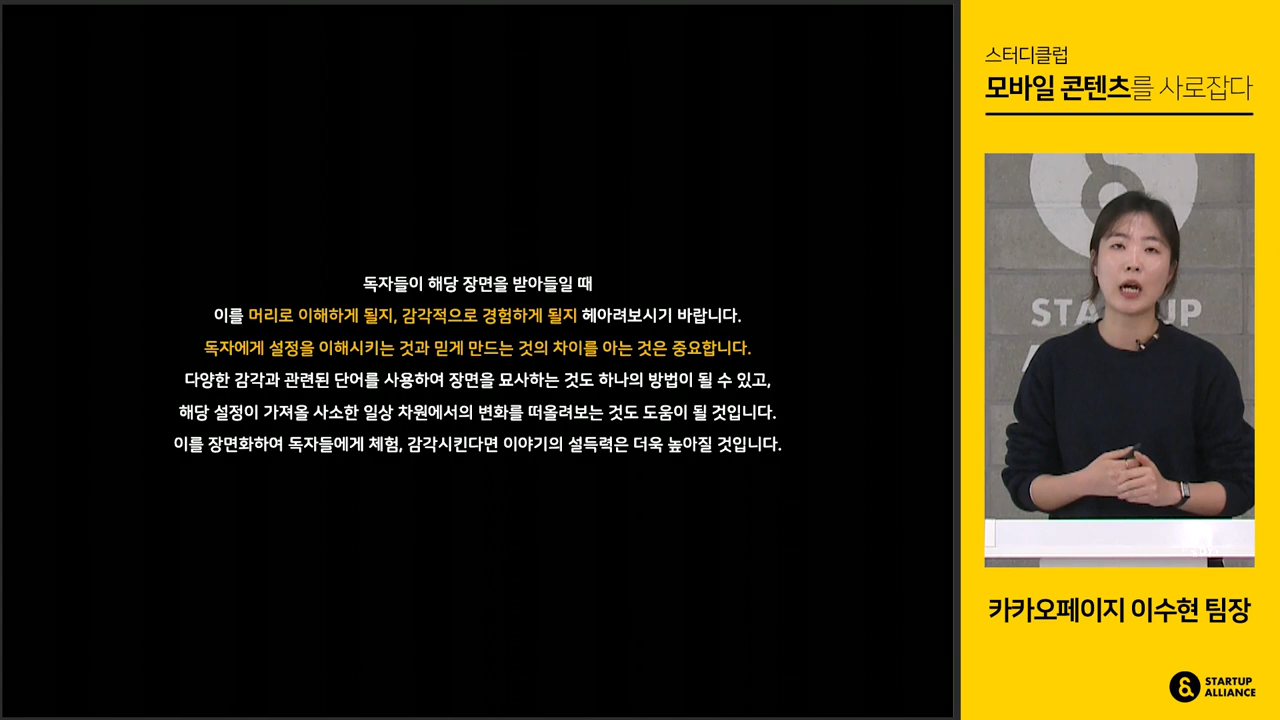 독자들이 해당 장면을 받아들일 때
이를 머리로 이해하게 될지, 감각적으로 경험하게 될지 헤아려보시기 바랍니다.
독자에게 설정을 이해시키는 것과 믿게 만드는 것의 차이를 아는 것은 중요합니다.
다양한 감각과 관련된 단어를 사용하여 장면을 묘사하는 것도 하나의 방법이 될 수 있고,
해당 설정이 가져올 사소한 일상 차원에서의 변화를 떠올려보는 것도 도움이 될 것입니다.
이를 장면화하여 독자들에게 체험, 감각시킨다면 이야기의 설득력은 더욱 높아질 것입니다.
스터디클럽
모바일 콘텐츠를 사로잡다
카카오페이지 이수현 팀장
STARTUP
ALLIANCE